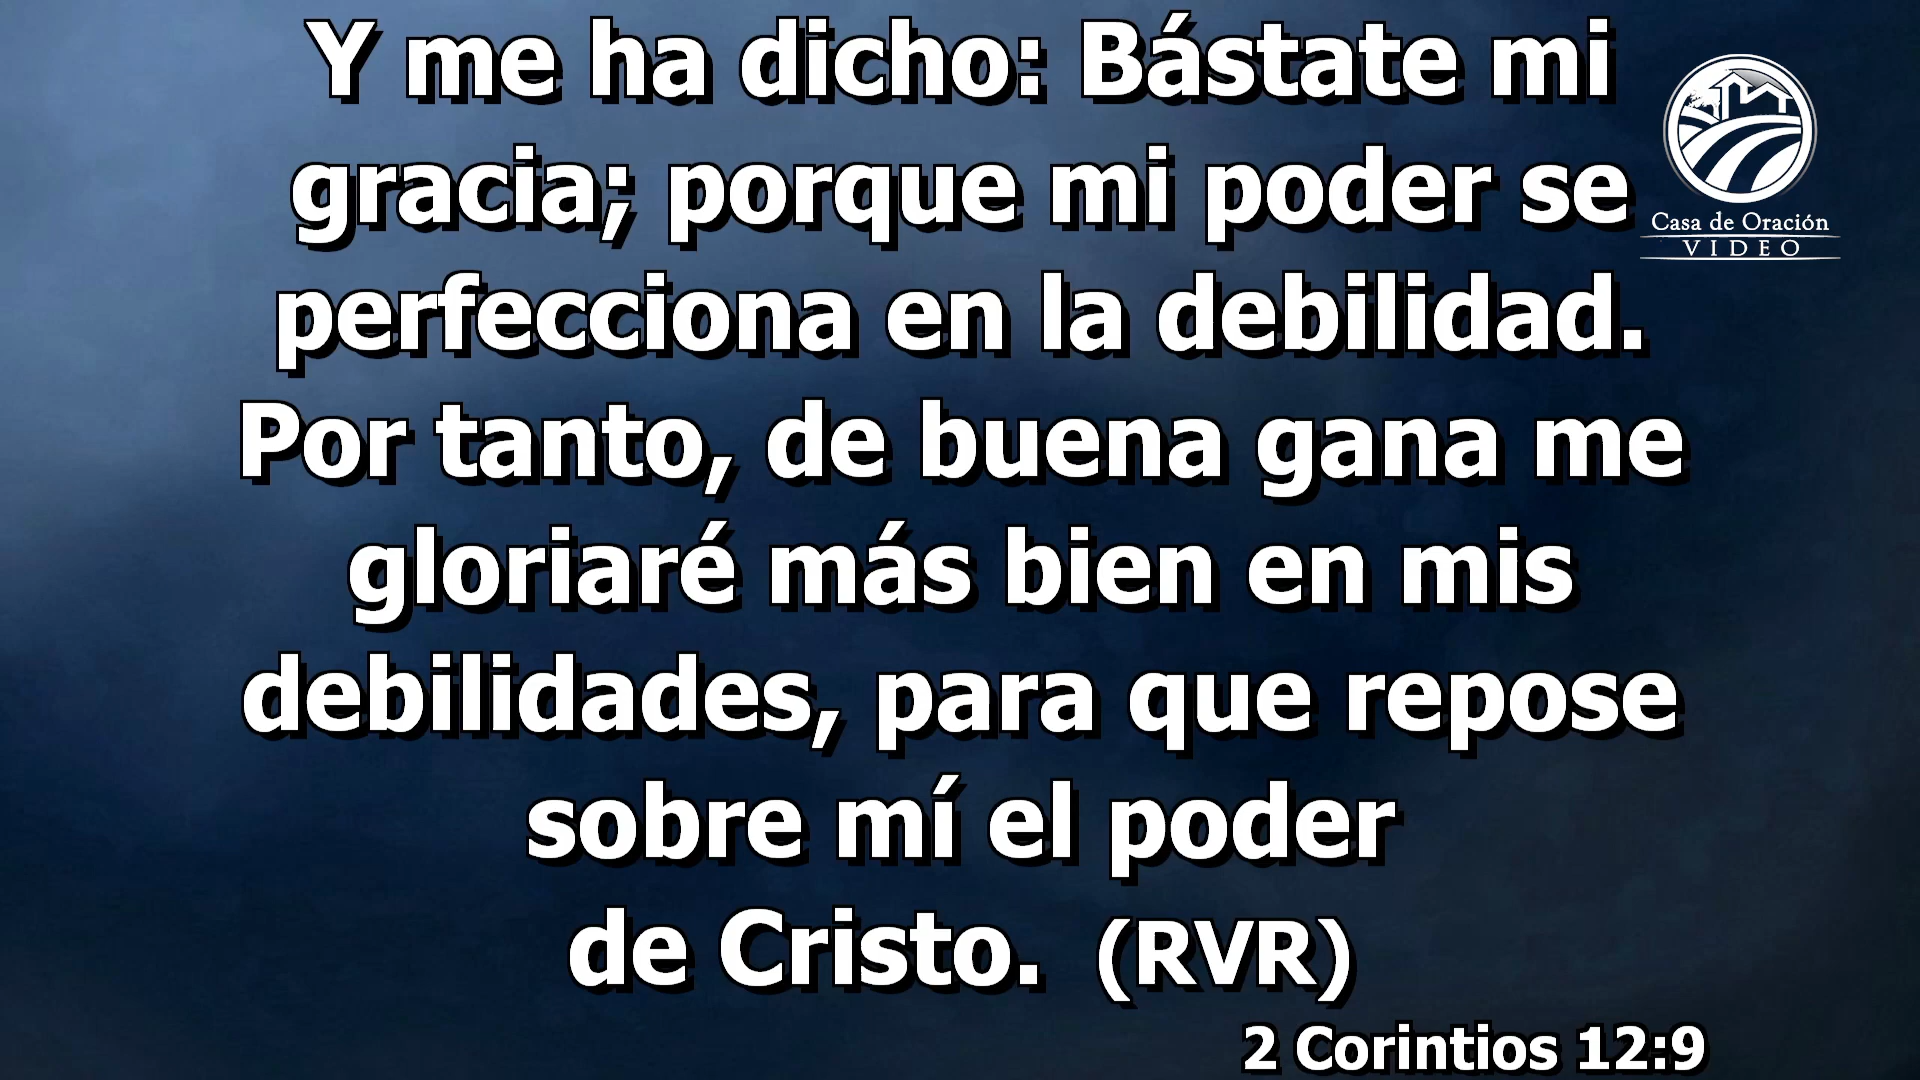 Y me ha dicho: Bástate mi
gracia; porque mi poder se
perfecciona en la debilidad.
Por tanto, de buena gana me
gloriaré más bien en mis
debilidades, para que repose
sobre mí el poder
de Cristo. (RVR)
2 Corintios 12:9
Casa de Oración
VIDEO